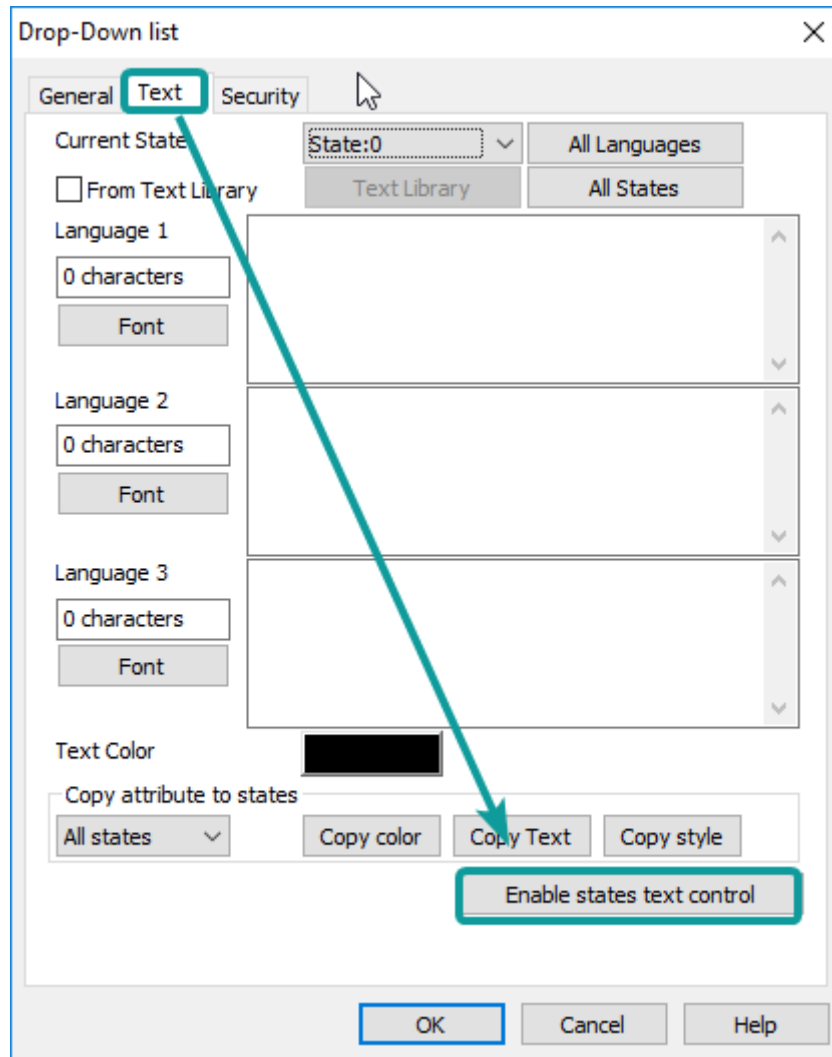 Drop-Down list
General Text Security
Current State State:0 All Languages
From Text Library Text Library All States
Language 1
0 characters
Font
Language 2
0 characters
Font
Language 3
0 characters
Font
Text Color
Copy attribute to states
All states Copy color Copy Text Copy style
Enable states text control
OK Cancel Help